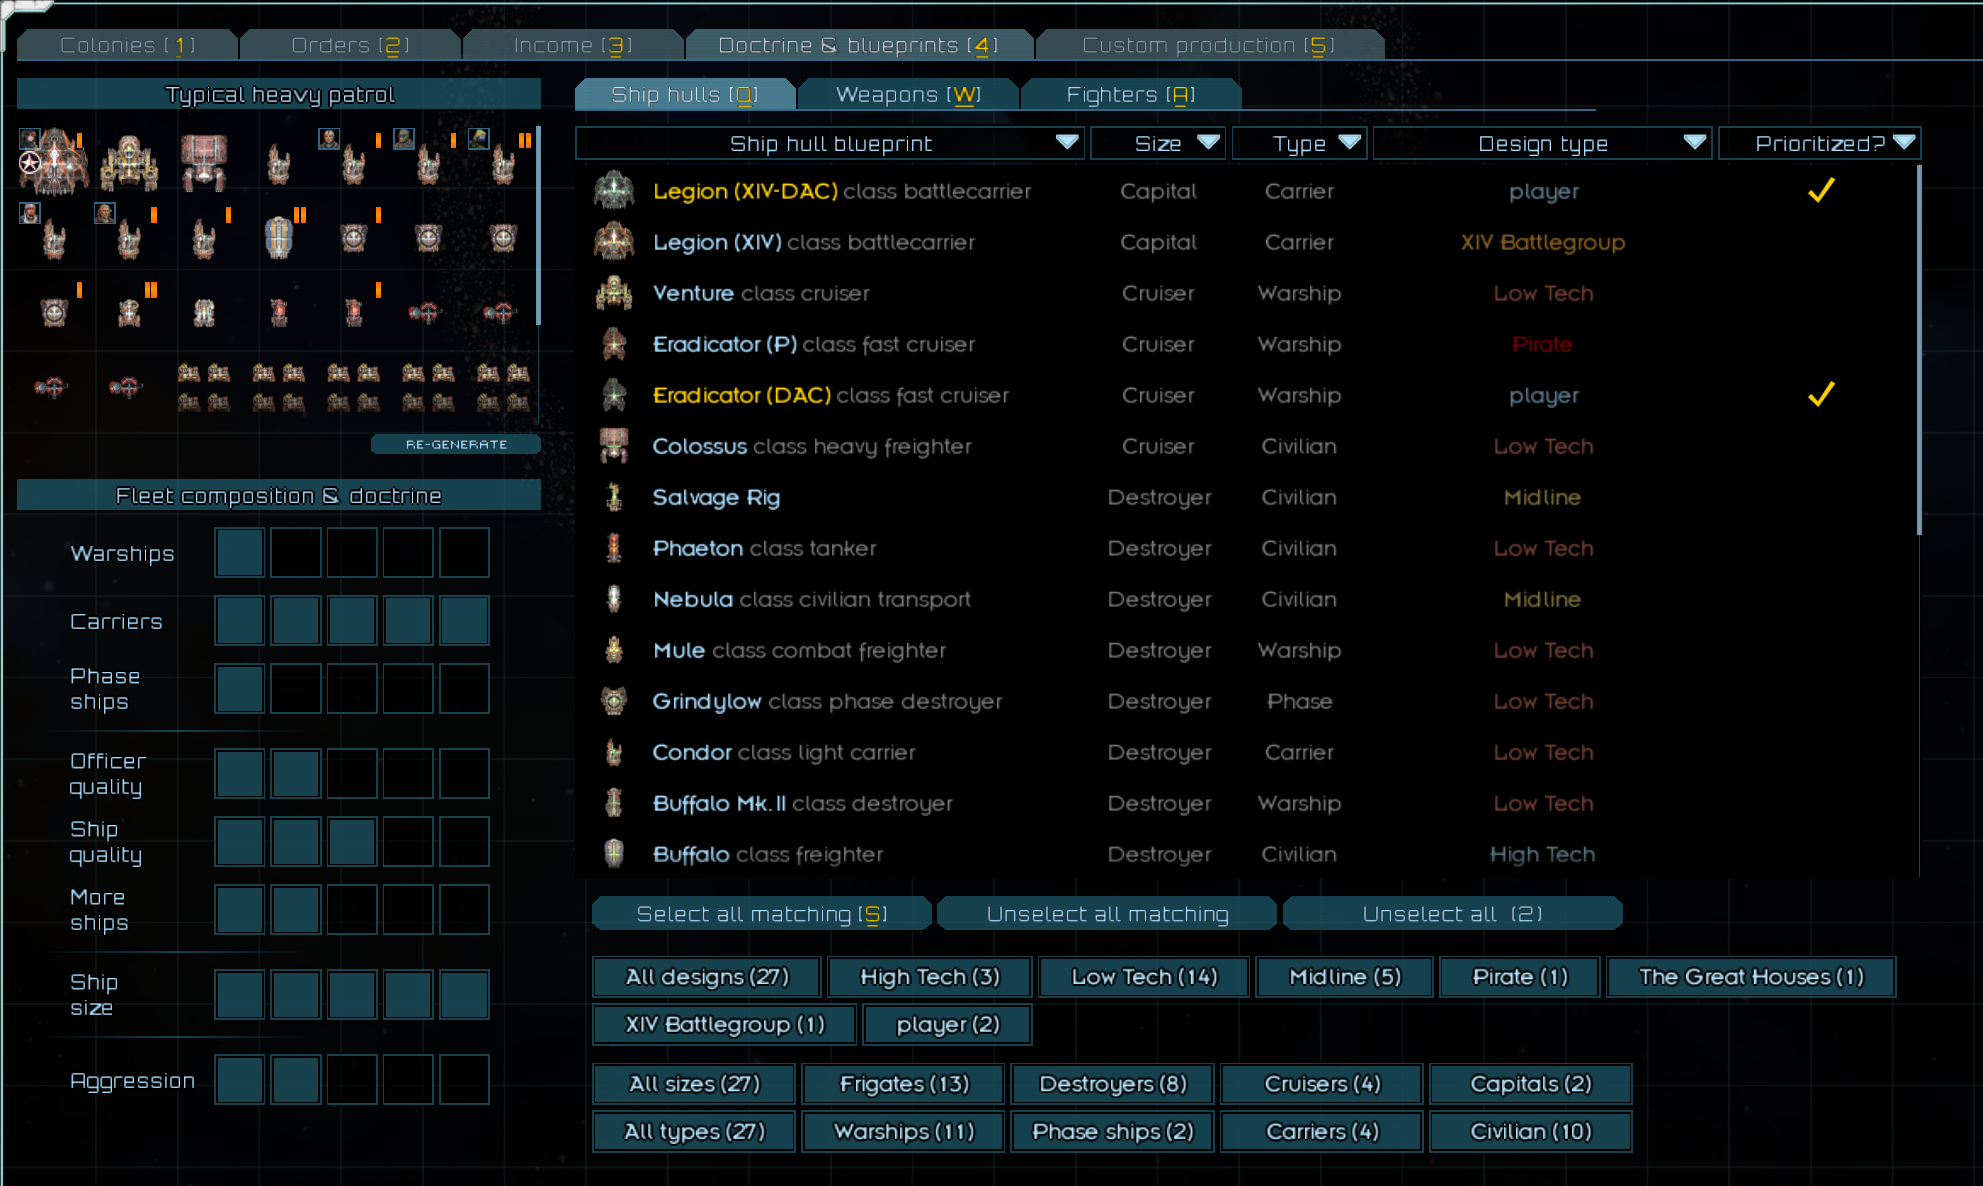 Colonies [1] Orders [2] Income [3] Doctrine & blueprints [4] Custom production [5]
Typical heavy patrol
RE-GENERATE
Fleet composition & doctrine
Warships
Carriers
Phase
ships
Officer
quality
Ship
quality
More
ships
Ship
size
Aggression
Ship hulls [Q] Weapons [W] Fighters [A]
Ship hull blueprint Size Type Design type Prioritized?
Legion (XIV-DAC) class battlecarrier Capital Carrier player
Legion (XIV) class battlecarrier Capital Carrier XIV Battlegroup
Venture class cruiser Cruiser Warship Low Tech
Eradicator (P) class fast cruiser Cruiser Warship Pirate
Eradicator (DAC) class fast cruiser Cruiser Warship player
Colossus class heavy freighter Cruiser Civilian Low Tech
Salvage Rig Destroyer Civilian Midline
Phaeton class tanker Destroyer Civilian Low Tech
Nebula class civilian transport Destroyer Civilian Midline
Mule class combat freighter Destroyer Warship Low Tech
Grindylow class phase destroyer Destroyer Phase Low Tech
Condor class light carrier Destroyer Carrier Low Tech
Buffalo Mk.II class destroyer Destroyer Warship Low Tech
Buffalo class freighter Destroyer Civilian High Tech
Select all matching [S] Unselect all matching Unselect all (2)
All designs (27) High Tech (3) Low Tech (14) Midline (5) Pirate (1) The Great Houses (1)
XIV Battlegroup (1) player (2)
All sizes (27) Frigates (13) Destroyers (8) Cruisers (4) Capitals (2)
All types (27) Warships (11) Phase ships (2) Carriers (4) Civilian (10)